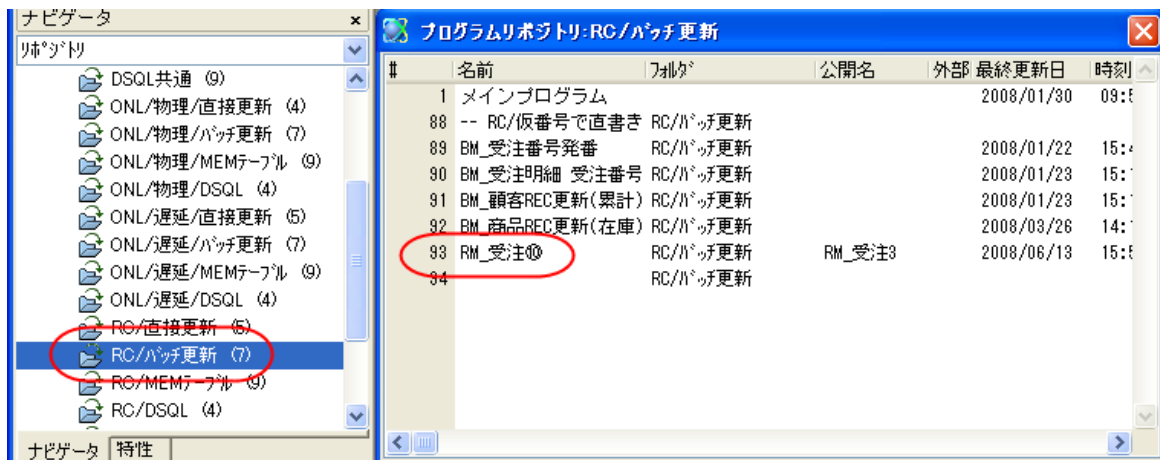 ナビゲータ
リポジトリ
DSQL共通 (9)
ONL/物理/直接更新 (4)
ONL/物理/バッチ更新 (7)
ONL/物理/MEMテーブル (9)
ONL/物理/DSQL (4)
ONL/遅延/直接更新 (5)
ONL/遅延/バッチ更新 (7)
ONL/遅延/MEMテーブル (9)
ONL/遅延/DSQL (4)
RC/直接更新 (5)
RC/バッチ更新 (7)
RC/MEMテーブル (9)
RC/DSQL (4)
ナビゲータ 特性
プログラムリポジトリ:RC/バッチ更新
# 名前 フォルダ 公開名 外部 最終更新日 時刻
1 メインプログラム 2008/01/30 09:
88 -- RC/仮番号で直書き RC/バッチ更新
89 BM_受注番号発番 RC/バッチ更新 2008/01/22 15:
90 BM_受注明細 受注番号 RC/バッチ更新 2008/01/23 15:
91 BM_顧客REC更新(累計) RC/バッチ更新 2008/01/23 15:
92 BM_商品REC更新(在庫) RC/バッチ更新 2008/03/26 14:
93 RM_受注⑩ RC/バッチ更新 RM_受注3 2008/06/13 15:
94 RC/バッチ更新